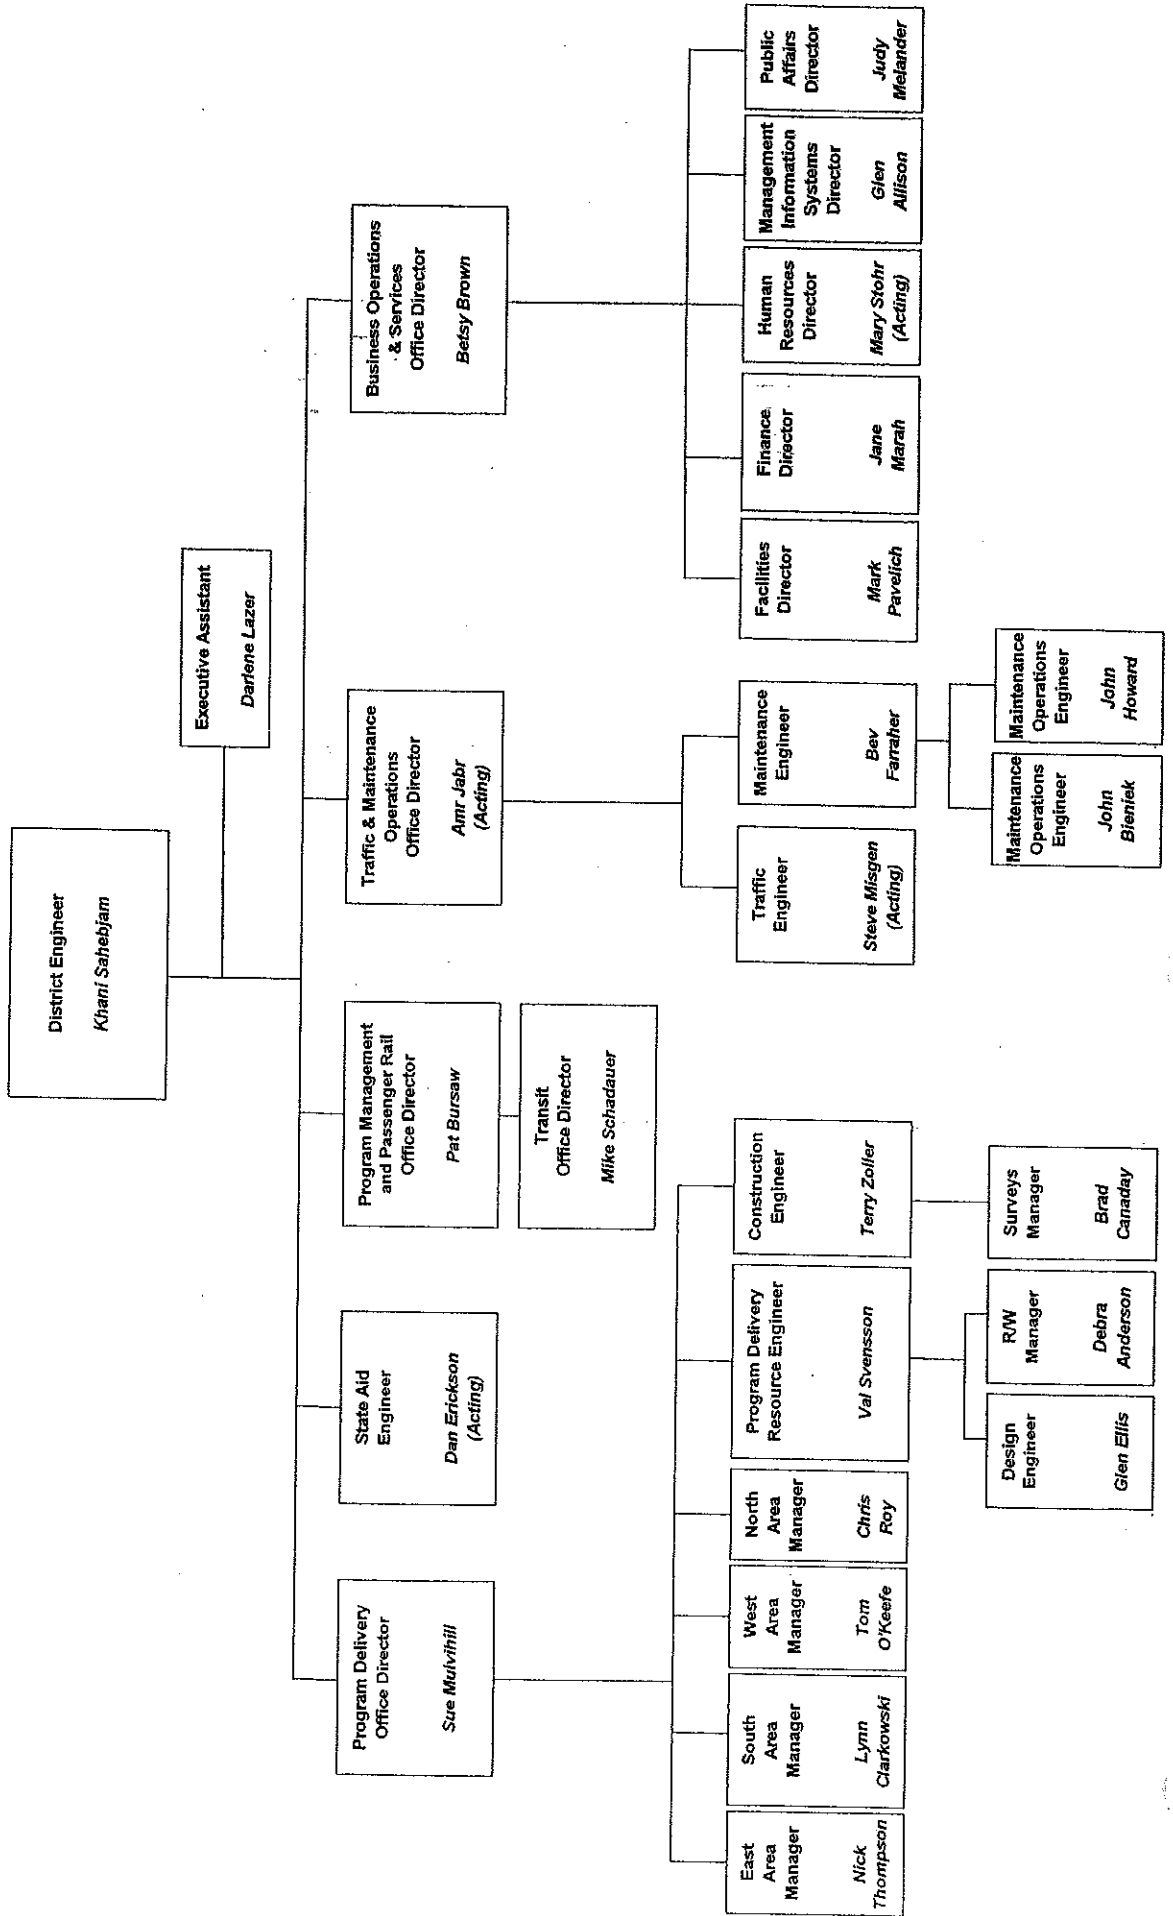 District Engineer
Khani Sahebjam
Executive Assistant
Darlene Lazer
Program Delivery
Office Director
Sue Mulvihill
State Aid
Engineer
Dan Erickson
(Acting)
Program Management
and Passenger Rail
Office Director
Pat Bursaw
Traffic & Maintenance
Operations
Office Director
Amr Jabr
(Acting)
Business Operations
& Services
Office Director
Betsy Brown
Transit
Office Director
Mike Schadauer
East
Area
Manager
Nick
Thompson
South
Area
Manager
Lynn
Clarkowski
West
Area
Manager
Tom
O'Keefe
North
Area
Manager
Chris
Roy
Program Delivery
Resource Engineer
Val Svensson
Construction
Engineer
Terry Zoller
Traffic
Engineer
Steve Misgen
(Acting)
Maintenance
Engineer
Bev
Farraher
Facilities
Director
Mark
Pavelich
Finance
Director
Jane
Marah
Human
Resources
Director
Mary Stohr
(Acting)
Management
Information
Systems
Director
Glen
Allison
Public
Affairs
Director
Judy
Melander
Design
Engineer
Glen Ellis
R/W
Manager
Debra
Anderson
Surveys
Manager
Brad
Canaday
Maintenance
Operations
Engineer
John
Bieniek
Maintenance
Operations
Engineer
John
Howard